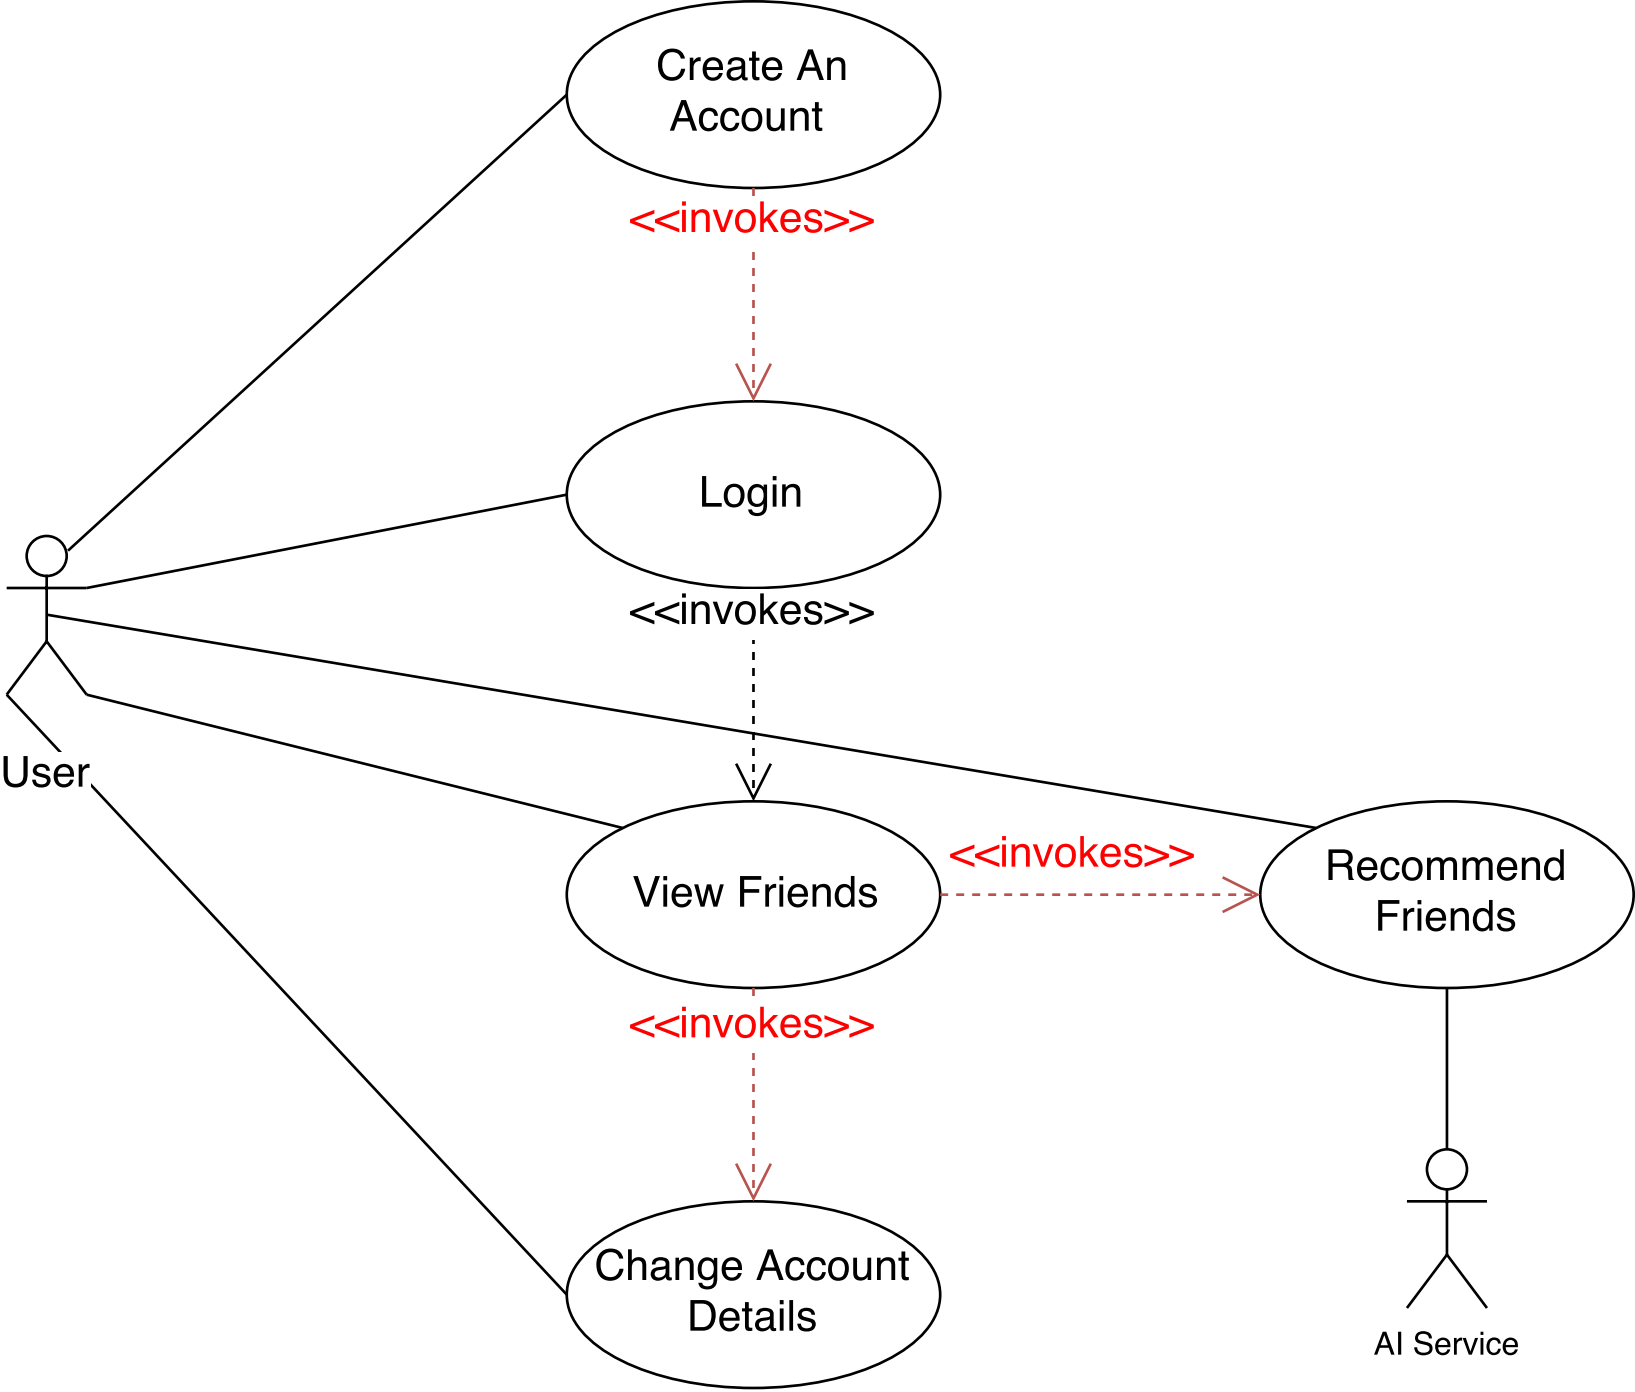 Create An
Account
<<invokes>>
Login
<<invokes>>
User
View Friends
<<invokes>>
Recommend
Friends
<<invokes>>
Change Account
Details
AI Service